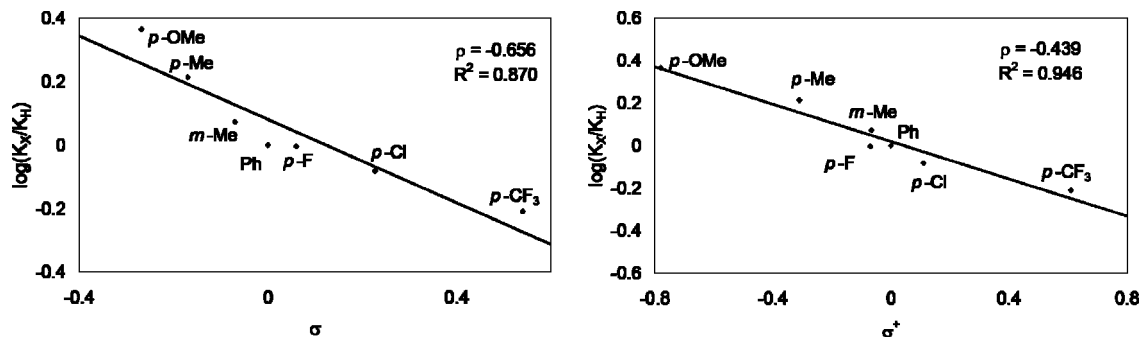 0.4
0.2
0
-0.2
-0.4
log(K_X/K_H)
p-OMe
p-Me
m-Me
Ph
p-F
p-Cl
p-CF₃
ρ = -0.656
R² = 0.870
-0.4
0
0.4
σ
0.6
0.4
0.2
0
-0.2
-0.4
-0.6
log(K_X/K_H)
p-OMe
p-Me
m-Me
Ph
p-F
p-Cl
p-CF₃
ρ = -0.439
R² = 0.946
-0.8
-0.4
0
0.4
0.8
σ⁺